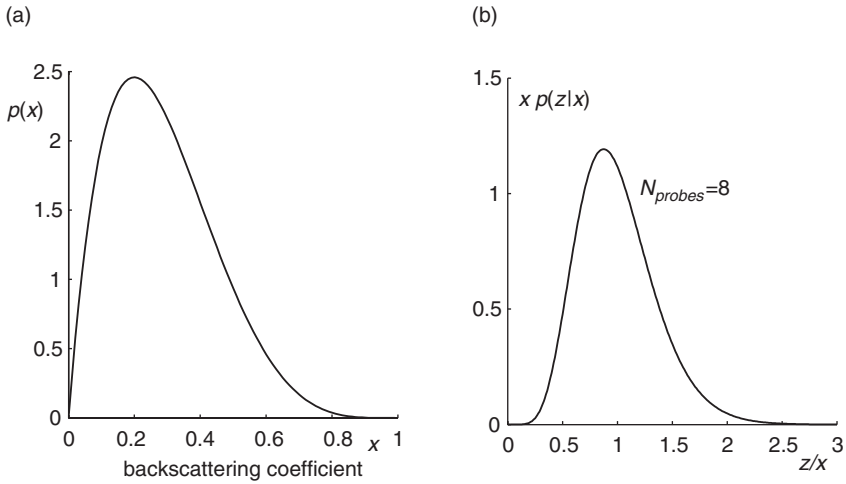 (a)
2.5
p(x)
2
1.5
1
0.5
0
0 0.2 0.4 0.6 0.8 1
x
backscattering coefficient
(b)
1.5
x p(z|x)
N_probes=8
1
0.5
0
0 0.5 1 1.5 2 2.5 3
z/x